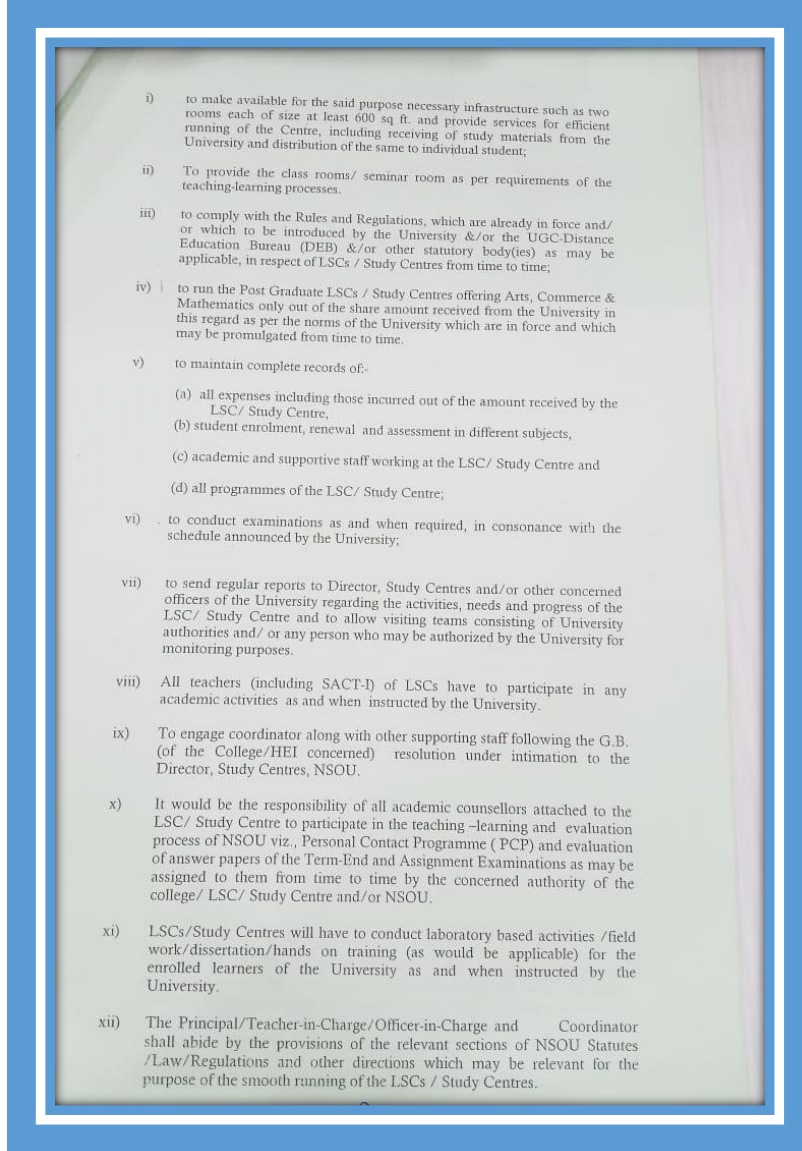 i) to make available for the said purpose necessary infrastructure such as two
rooms each of size at least 600 sq ft. and provide services for efficient
running of the Centre, including receiving of study materials from the
University and distribution of the same to individual student;
ii) To provide the class rooms/ seminar room as per requirements of the
teaching-learning processes.
iii) to comply with the Rules and Regulations, which are already in force and/
or which to be introduced by the University &/or the UGC-Distance
Education Bureau (DEB) &/or other statutory body(ies) as may be
applicable, in respect of LSCs / Study Centres from time to time;
iv) to run the Post Graduate LSCs / Study Centres offering Arts, Commerce &
Mathematics only out of the share amount received from the University in
this regard as per the norms of the University which are in force and which
may be promulgated from time to time.
v) to maintain complete records of:-
(a) all expenses including those incurred out of the amount received by the
LSC/ Study Centre,
(b) student enrolment, renewal and assessment in different subjects,
(c) academic and supportive staff working at the LSC/ Study Centre and
(d) all programmes of the LSC/ Study Centre;
vi) to conduct examinations as and when required, in consonance with the
schedule announced by the University;
vii) to send regular reports to Director, Study Centres and/or other concerned
officers of the University regarding the activities, needs and progress of the
LSC/ Study Centre and to allow visiting teams consisting of University
authorities and/ or any person who may be authorized by the University for
monitoring purposes.
viii) All teachers (including SACT-I) of LSCs have to participate in any
academic activities as and when instructed by the University.
ix) To engage coordinator along with other supporting staff following the G.B.
(of the College/HEI concerned) resolution under intimation to the
Director, Study Centres, NSOU.
x) It would be the responsibility of all academic counsellors attached to the
LSC/ Study Centre to participate in the teaching –learning and evaluation
process of NSOU viz., Personal Contact Programme ( PCP) and evaluation
of answer papers of the Term-End and Assignment Examinations as may be
assigned to them from time to time by the concerned authority of the
college/ LSC/ Study Centre and/or NSOU.
xi) LSCs/Study Centres will have to conduct laboratory based activities /field
work/dissertation/hands on training (as would be applicable) for the
enrolled learners of the University as and when instructed by the
University.
xii) The Principal/Teacher-in-Charge/Officer-in-Charge and Coordinator
shall abide by the provisions of the relevant sections of NSOU Statutes
/Law/Regulations and other directions which may be relevant for the
purpose of the smooth running of the LSCs / Study Centres.